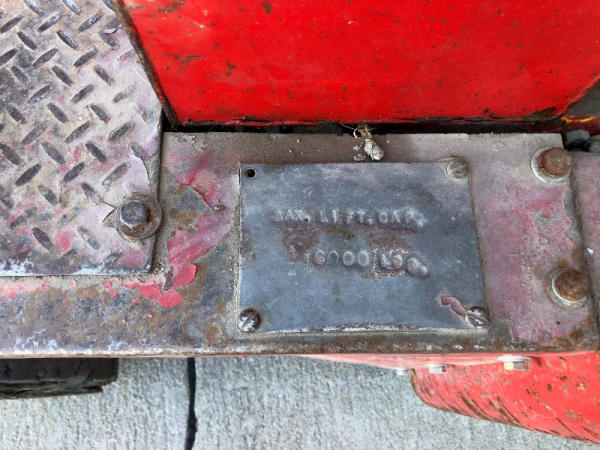 MAX. LIFT. CAP.
6000 LBS.